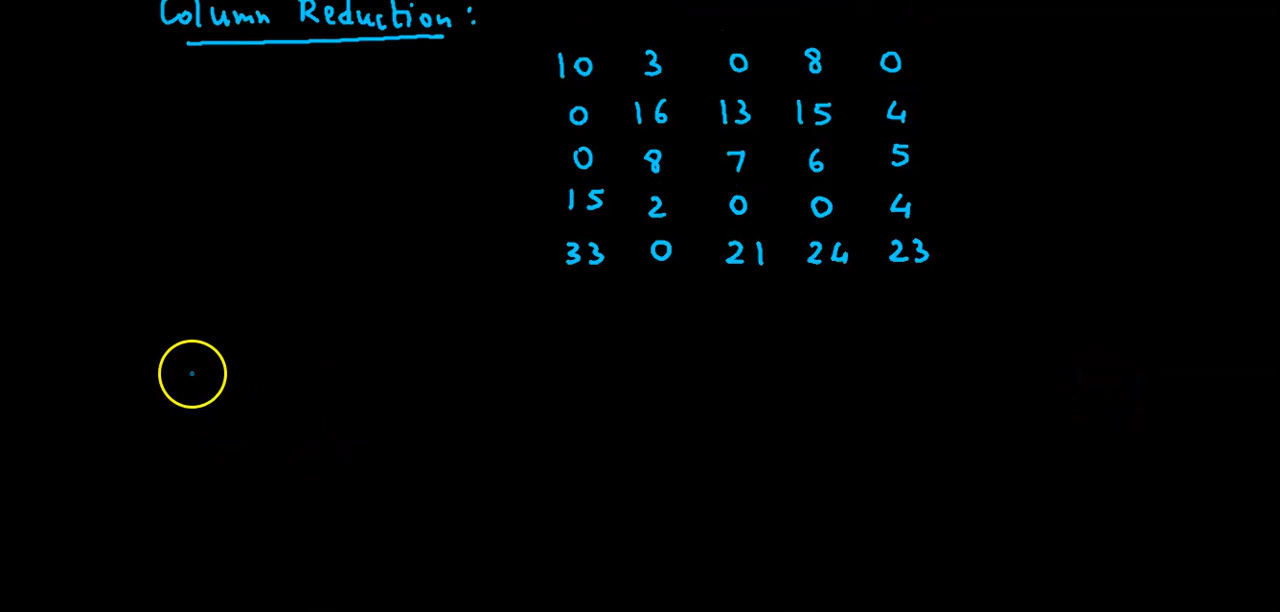 Column Reduction:
10 3 0 8 0
0 16 13 15 4
0 8 7 6 5
15 2 0 0 4
33 0 21 24 23